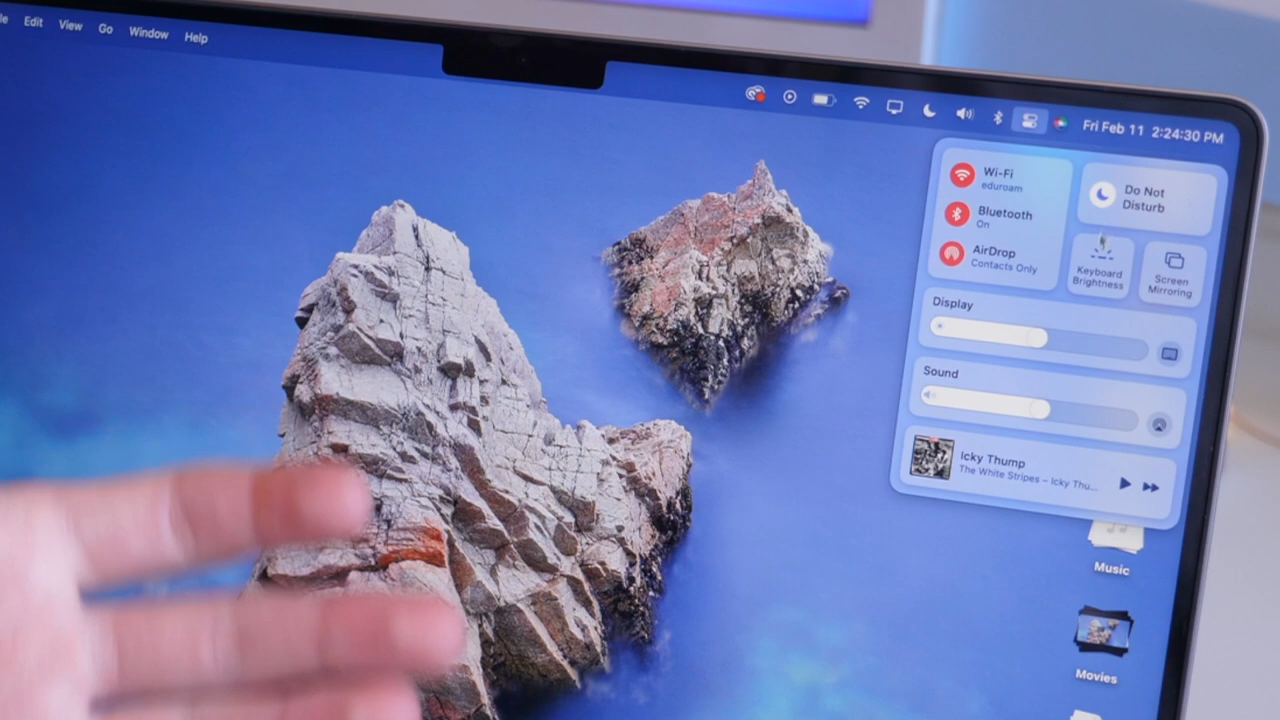 Edit View Go Window Help
Fri Feb 11 2:24:30 PM
Wi-Fi
eduroam
Bluetooth
On
AirDrop
Contacts Only
Do Not
Disturb
Keyboard
Brightness
Screen
Mirroring
Display
Sound
Icky Thump
The White Stripes – Icky Thu...
Music
Movies